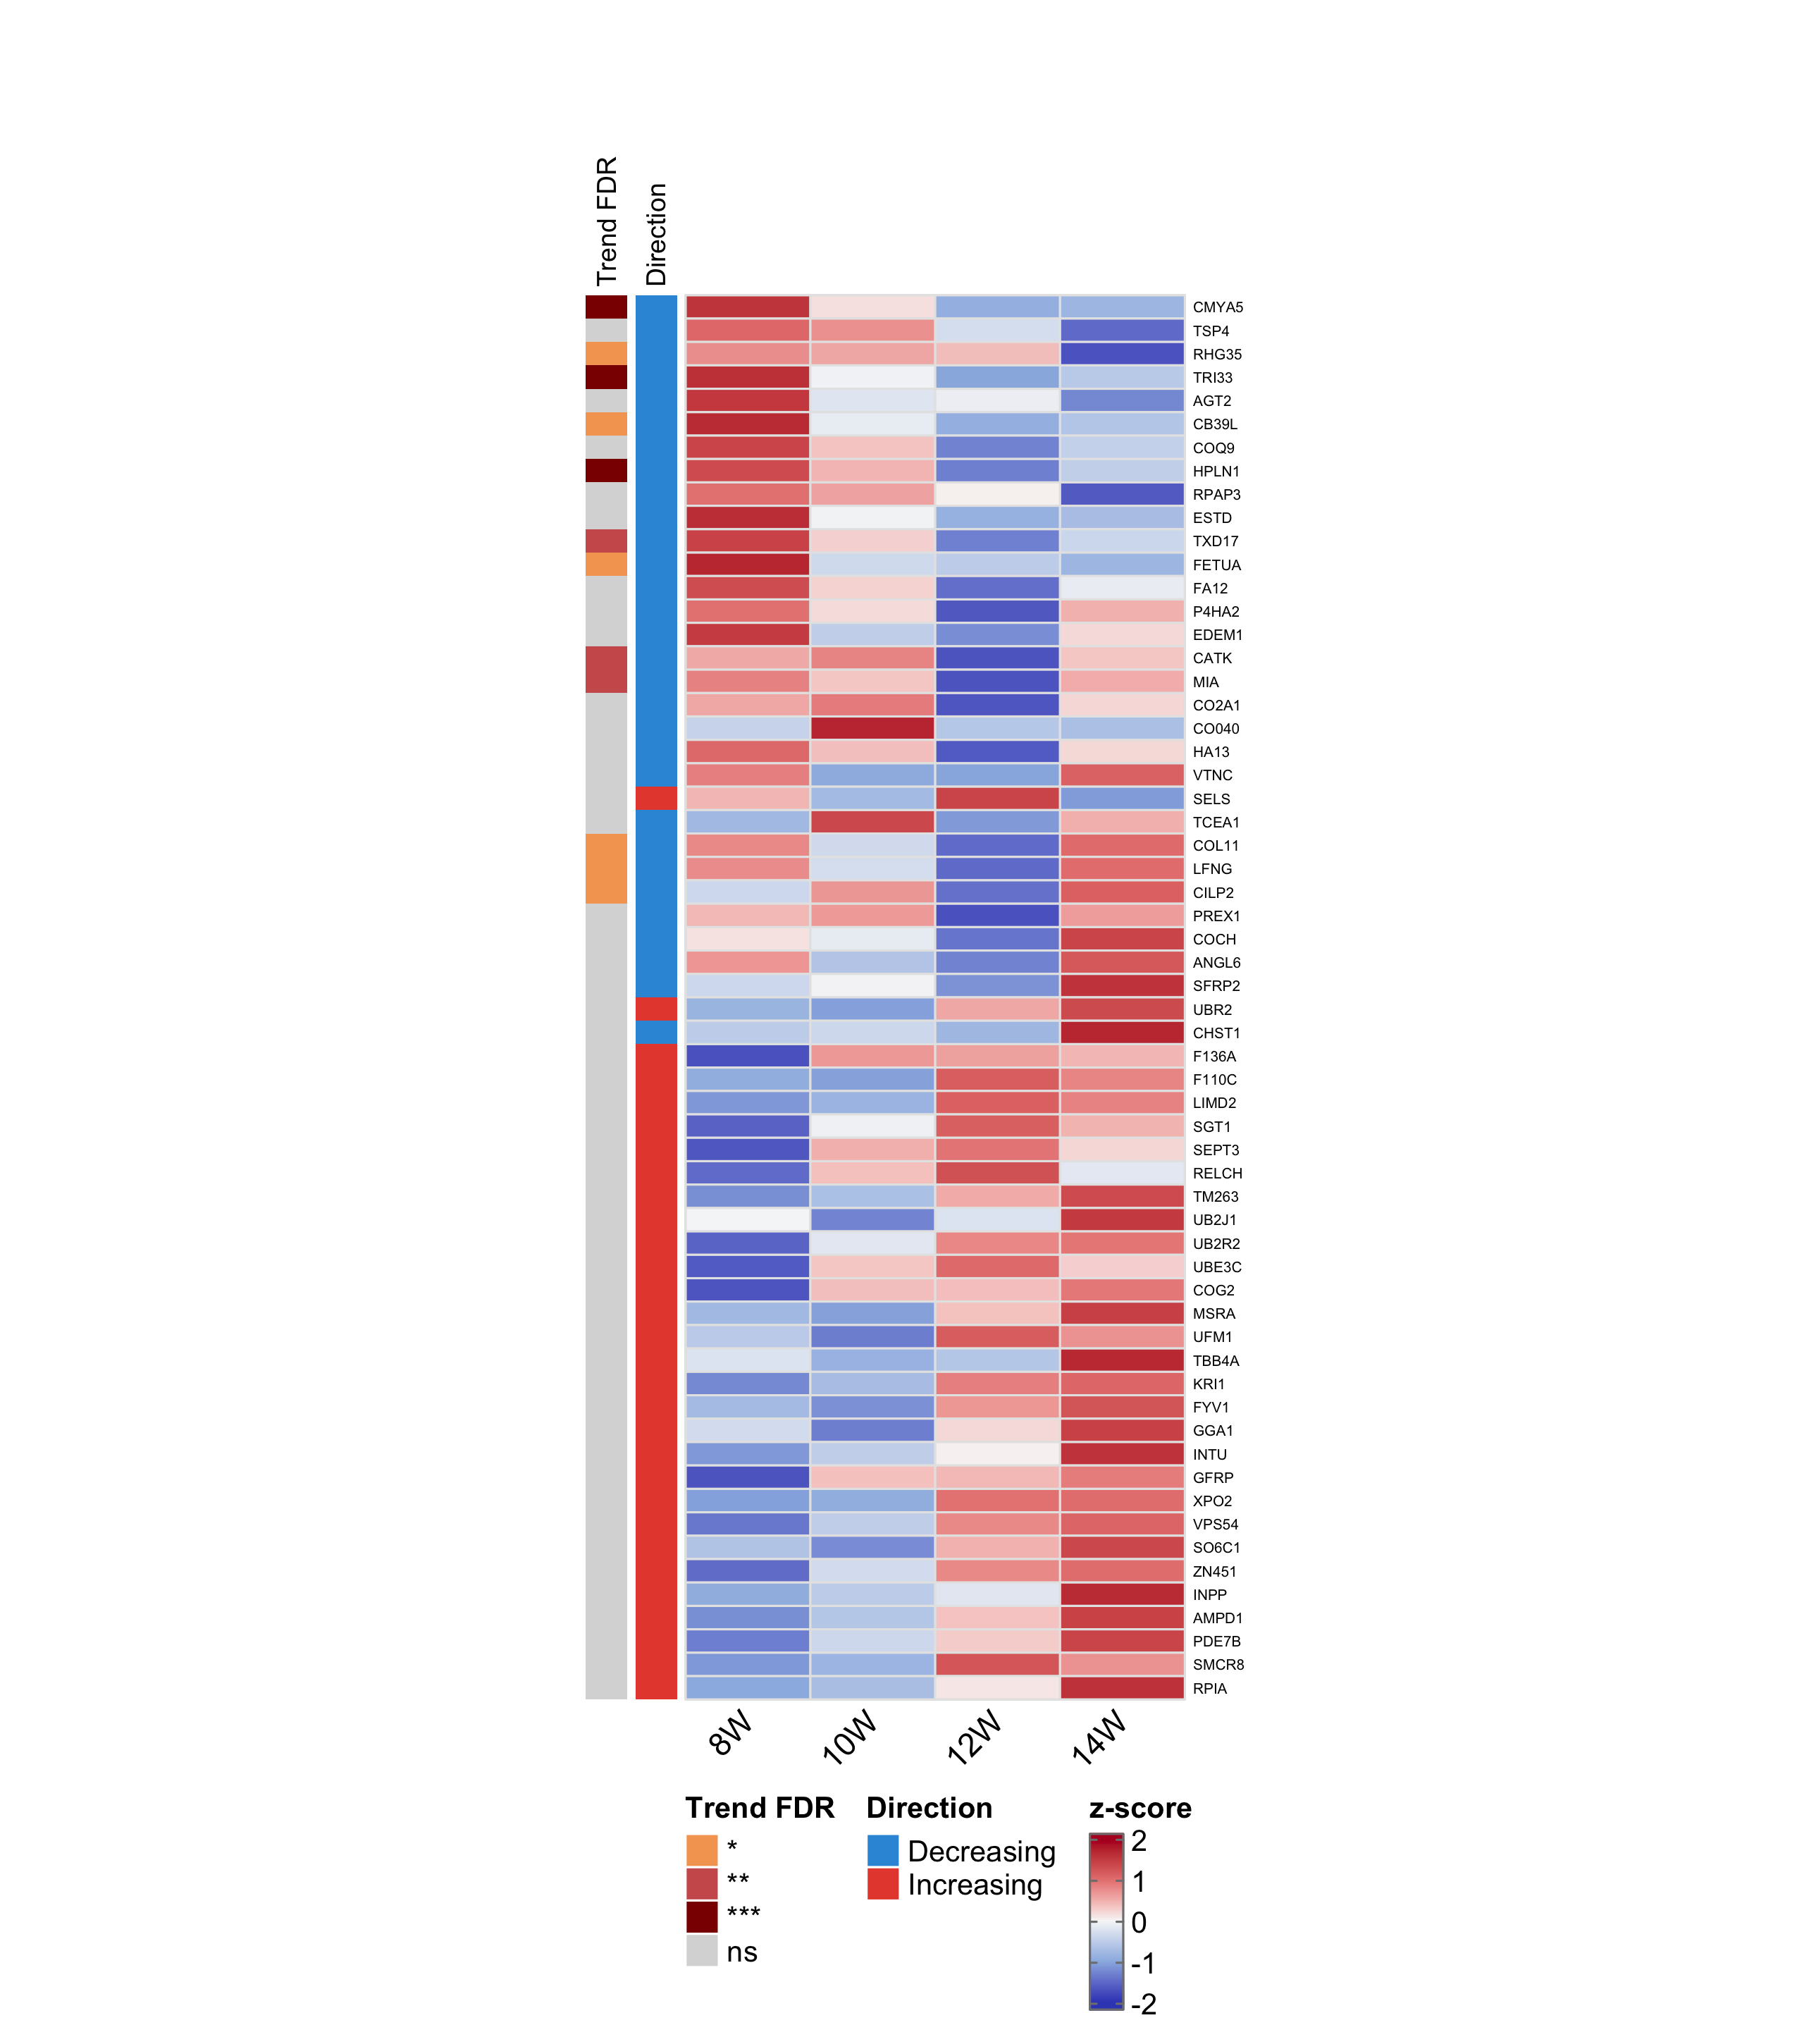 Trend FDR
Direction
CMYA5
TSP4
RHG35
TRI33
AGT2
CB39L
COQ9
HPLN1
RPAP3
ESTD
TXD17
FETUA
FA12
P4HA2
EDEM1
CATK
MIA
CO2A1
CO040
HA13
VTNC
SELS
TCEA1
COL11
LFNG
CILP2
PREX1
COCH
ANGL6
SFRP2
UBR2
CHST1
F136A
F110C
LIMD2
SGT1
SEPT3
RELCH
TM263
UB2J1
UB2R2
UBE3C
COG2
MSRA
UFM1
TBB4A
KRI1
FYV1
GGA1
INTU
GFRP
XPO2
VPS54
SO6C1
ZN451
INPP
AMPD1
PDE7B
SMCR8
RPIA
8W 10W 12W 14W
Trend FDR
*
**
***
ns
Direction
Decreasing
Increasing
z-score
2
1
0
-1
-2